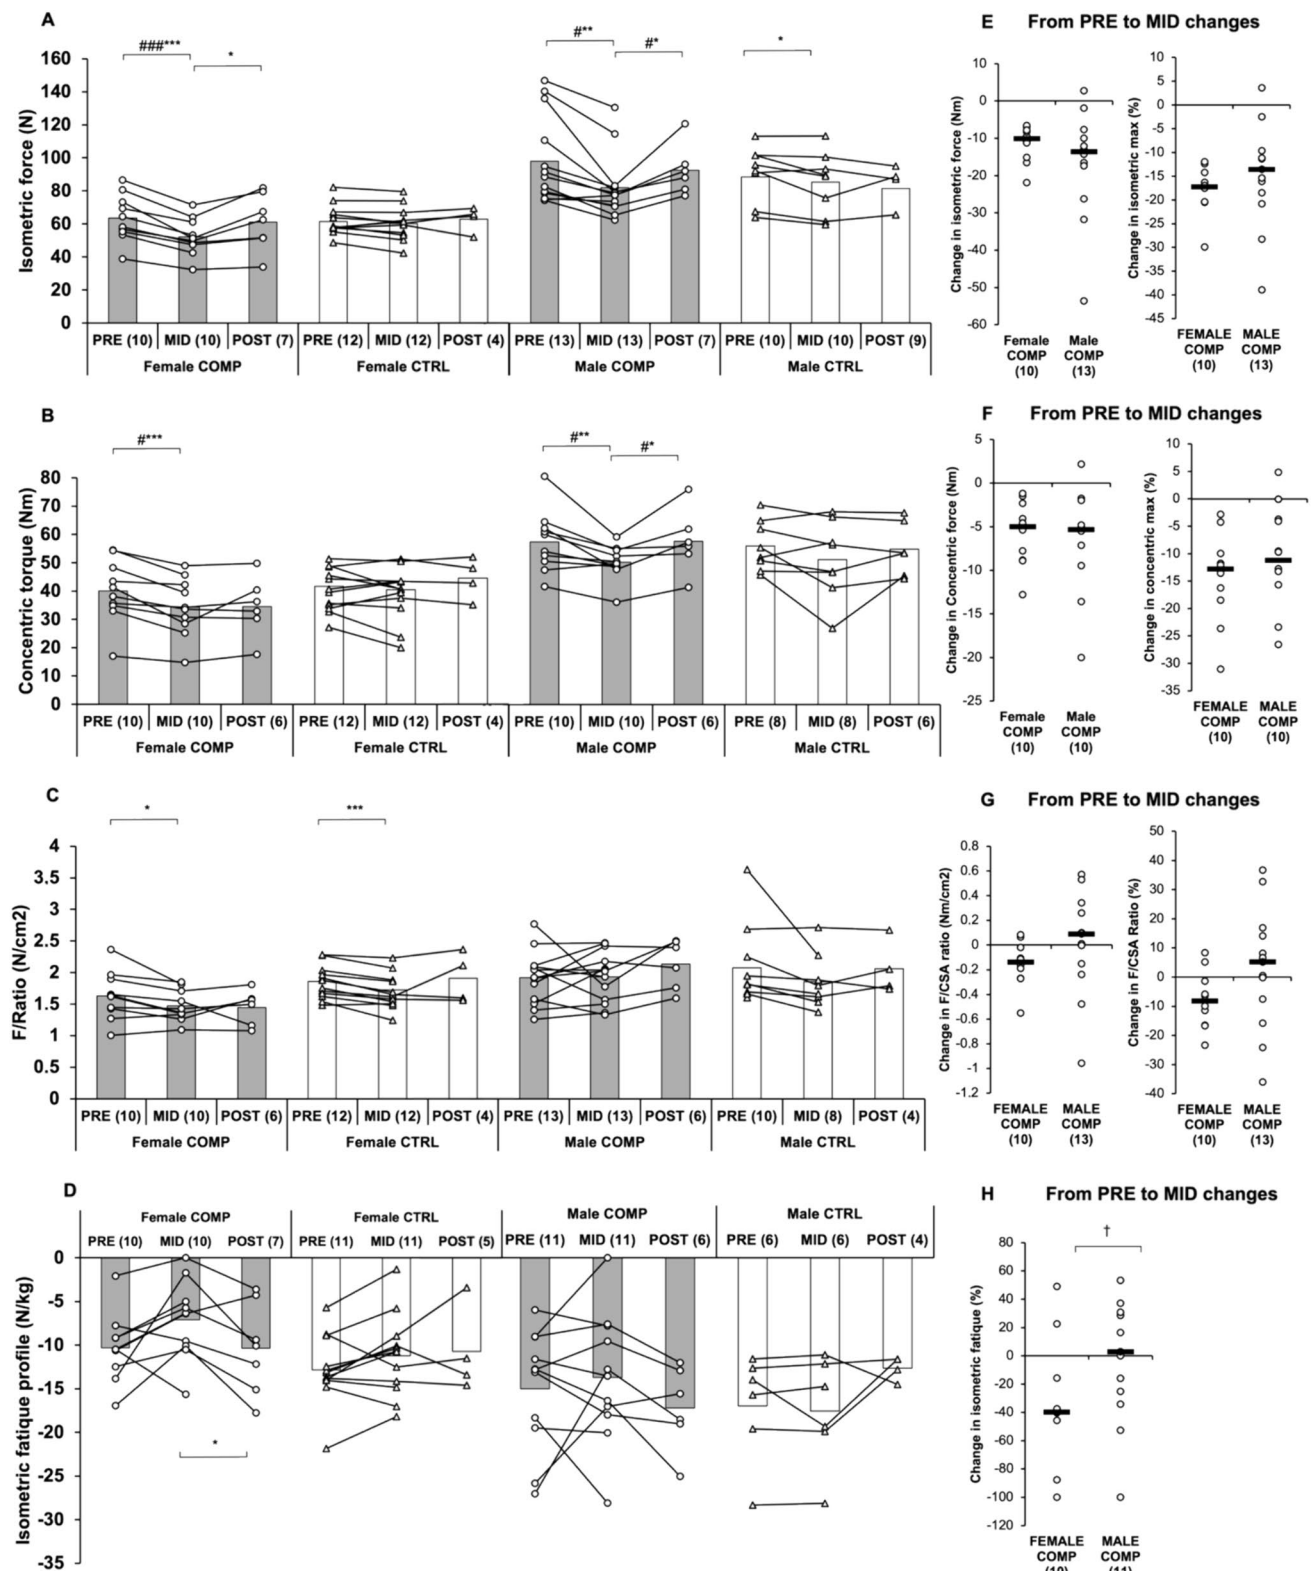 A
###***
*
#**
#*
*
Isometric force (N)
160
140
120
100
80
60
40
20
0
PRE (10) MID (10) POST (7) PRE (12) MID (12) POST (4) PRE (13) MID (13) POST (7) PRE (10) MID (10) POST (9)
Female COMP Female CTRL Male COMP Male CTRL
E From PRE to MID changes
Change in isometric force (Nm)
10
0
-10
-20
-30
-40
-50
-60
Female COMP (10)
Male COMP (13)
Change in isometric max (%)
10
5
0
-5
-10
-15
-20
-25
-30
-35
-40
-45
FEMALE COMP (10)
MALE COMP (13)
B
#***
#**
#*
Concentric torque (Nm)
80
70
60
50
40
30
20
10
0
PRE (10) MID (10) POST (6) PRE (12) MID (12) POST (4) PRE (10) MID (10) POST (6) PRE (8) MID (8) POST (6)
Female COMP Female CTRL Male COMP Male CTRL
F From PRE to MID changes
Change in Concentric force (Nm)
5
0
-5
-10
-15
-20
-25
Female COMP (10)
Male COMP (10)
Change in concentric max (%)
10
5
0
-5
-10
-15
-20
-25
-30
-35
FEMALE COMP (10)
MALE COMP (10)
C
*
***
F/Ratio (N/cm2)
4
3.5
3
2.5
2
1.5
1
0.5
0
PRE (10) MID (10) POST (6) PRE (12) MID (12) POST (4) PRE (13) MID (13) POST (6) PRE (10) MID (8) POST (4)
Female COMP Female CTRL Male COMP Male CTRL
G From PRE to MID changes
Change in F/CSA ratio (Nm/cm2)
0.8
0.6
0.4
0.2
0
-0.2
-0.4
-0.6
-0.8
-1
-1.2
FEMALE COMP (10)
MALE COMP (13)
Change in F/CSA Ratio (%)
50
40
30
20
10
0
-10
-20
-30
-40
FEMALE COMP (10)
MALE COMP (13)
D
Female COMP Female CTRL Male COMP Male CTRL
PRE (10) MID (10) POST (7) PRE (11) MID (11) POST (5) PRE (11) MID (11) POST (6) PRE (6) MID (6) POST (4)
Isometric fatique profile (N/kg)
0
-5
-10
-15
-20
-25
-30
-35
*
H From PRE to MID changes
†
Change in isometric fatique (%)
80
60
40
20
0
-20
-40
-60
-80
-100
-120
FEMALE COMP (10)
MALE COMP (11)